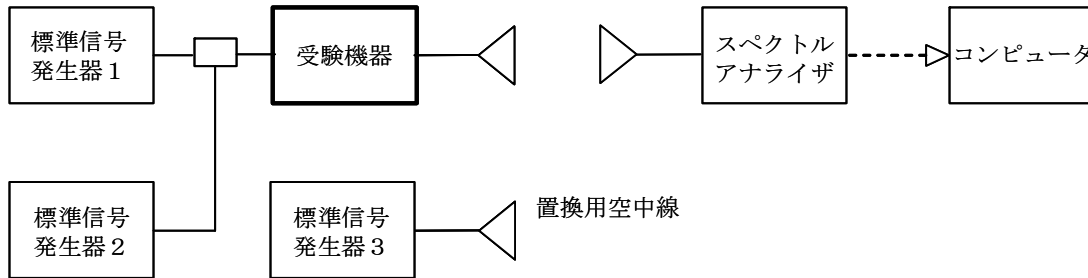 標準信号
発生器１
受験機器
スペクトル
アナライザ
コンピュータ
標準信号
発生器２
標準信号
発生器３
置換用空中線